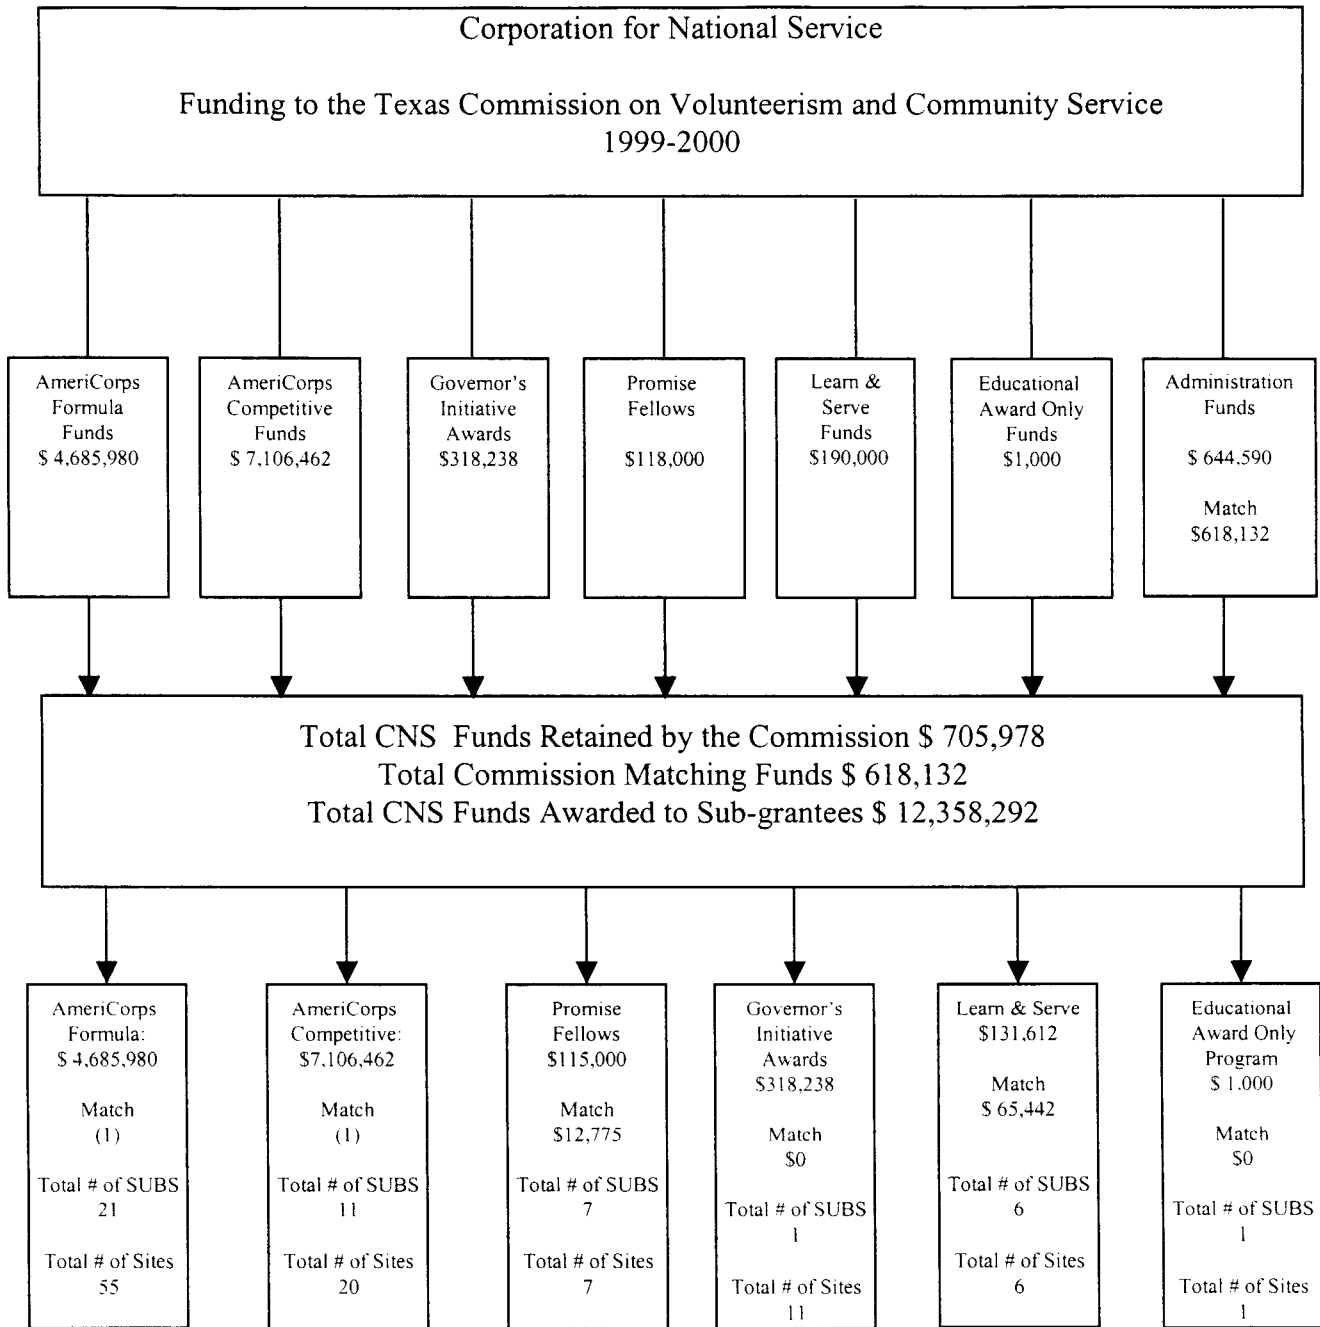 Corporation for National Service
Funding to the Texas Commission on Volunteerism and Community Service
1999-2000
AmeriCorps
Formula
Funds
$ 4,685,980
AmeriCorps
Competitive
Funds
$ 7,106,462
Governor's
Initiative
Awards
$318,238
Promise
Fellows
$118,000
Learn &
Serve
Funds
$190,000
Educational
Award Only
Funds
$1,000
Administration
Funds
$ 644,590
Match
$618,132
Total CNS Funds Retained by the Commission $ 705,978
Total Commission Matching Funds $ 618,132
Total CNS Funds Awarded to Sub-grantees $ 12,358,292
AmeriCorps
Formula:
$ 4,685,980
Match
(1)
Total # of SUBS
21
Total # of Sites
55
AmeriCorps
Competitive:
$7,106,462
Match
(1)
Total # of SUBS
11
Total # of Sites
20
Promise
Fellows
$115,000
Match
$12,775
Total # of SUBS
7
Total # of Sites
7
Governor's
Initiative
Awards
$318,238
Match
$0
Total # of SUBS
1
Total # of Sites
11
Learn & Serve
$131,612
Match
$ 65,442
Total # of SUBS
6
Total # of Sites
6
Educational
Award Only
Program
$ 1.000
Match
$0
Total # of SUBS
1
Total # of Sites
1